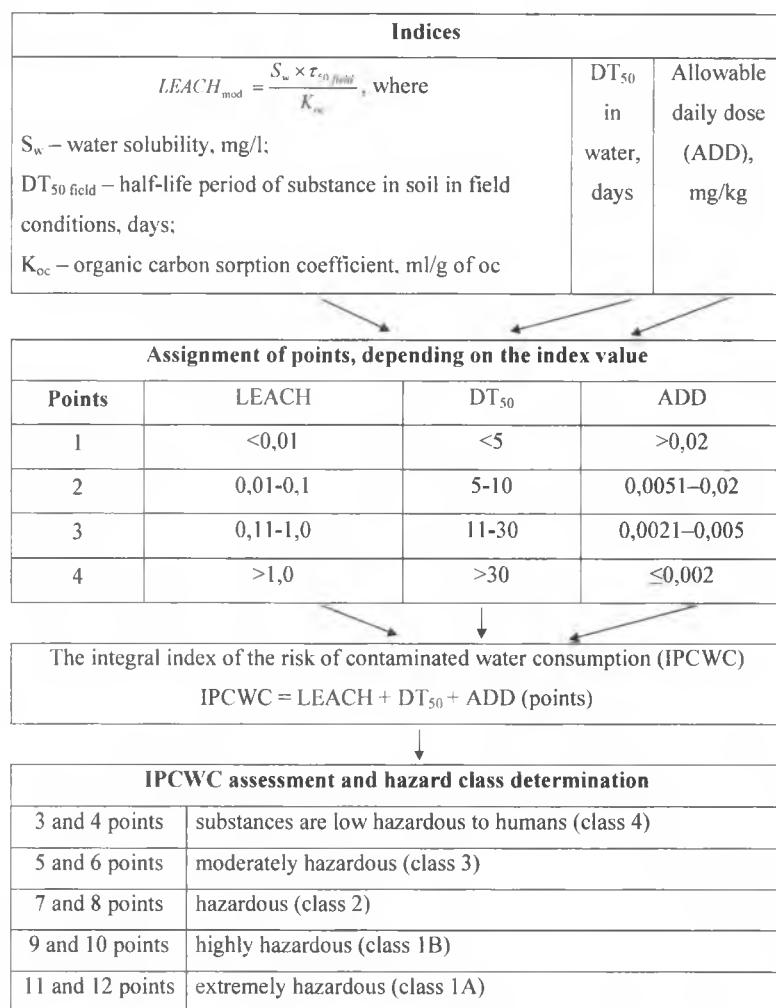 Indices
LEACH_mod = S_w × τ_50 field / K_oc, where
S_w – water solubility, mg/l;
DT_50 field – half-life period of substance in soil in field
conditions, days;
K_oc – organic carbon sorption coefficient. ml/g of oc
DT_50
in
water,
days
Allowable
daily dose
(ADD),
mg/kg
Assignment of points, depending on the index value
Points LEACH DT_50 ADD
1 <0,01 <5 >0,02
2 0,01-0,1 5-10 0,0051–0,02
3 0,11-1,0 11-30 0,0021–0,005
4 >1,0 >30 ≤0,002
The integral index of the risk of contaminated water consumption (IPCWC)
IPCWC = LEACH + DT_50 + ADD (points)
IPCWC assessment and hazard class determination
3 and 4 points substances are low hazardous to humans (class 4)
5 and 6 points moderately hazardous (class 3)
7 and 8 points hazardous (class 2)
9 and 10 points highly hazardous (class 1B)
11 and 12 points extremely hazardous (class 1A)